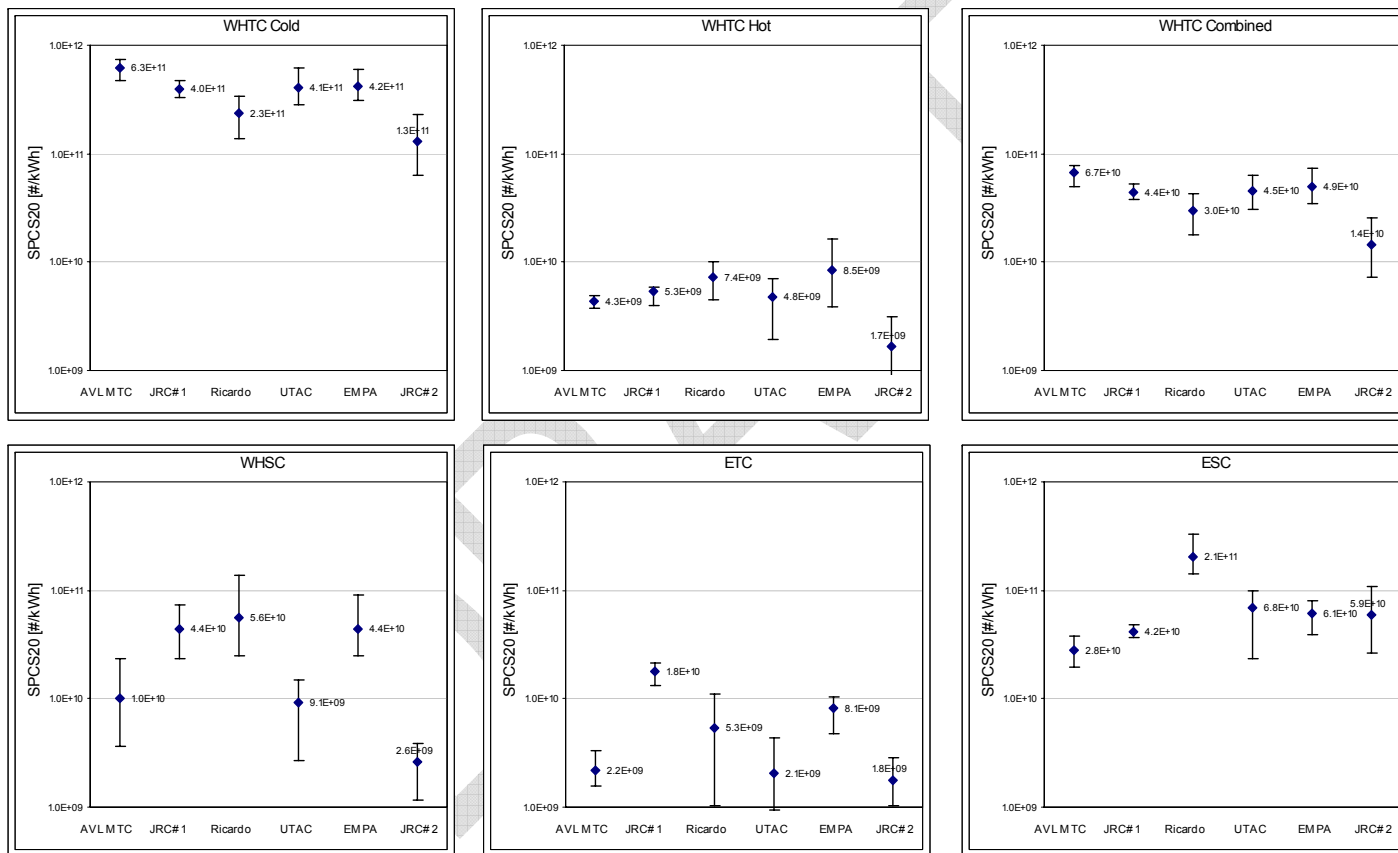 WHTC Cold
1.0E+12
1.0E+11
1.0E+10
1.0E+09
SPCS20 [#/kWh]
6.3E+11
4.0E+11
2.3E+11
4.1E+11
4.2E+11
1.3E+11
AVL MTC JRC#1 Ricardo UTAC EMPA JRC#2
WHTC Hot
1.0E+12
1.0E+11
1.0E+10
1.0E+09
SPCS20 [#/kWh]
4.3E+09
5.3E+09
7.4E+09
4.8E+09
8.5E+09
1.7E+09
AVL MTC JRC#1 Ricardo UTAC EMPA JRC#2
WHTC Combined
1.0E+12
1.0E+11
1.0E+10
1.0E+09
SPCS20 [#/kWh]
6.7E+10
4.4E+10
3.0E+10
4.5E+10
4.9E+10
1.4E+10
AVL MTC JRC#1 Ricardo UTAC EMPA JRC#2
WHSC
1.0E+12
1.0E+11
1.0E+10
1.0E+09
SPCS20 [#/kWh]
1.0E+10
4.4E+10
5.6E+10
9.1E+09
4.4E+10
2.6E+09
AVL MTC JRC#1 Ricardo UTAC EMPA JRC#2
ETC
1.0E+12
1.0E+11
1.0E+10
1.0E+09
SPCS20 [#/kWh]
2.2E+09
1.8E+10
5.3E+09
2.1E+09
8.1E+09
1.8E+09
AVL MTC JRC#1 Ricardo UTAC EMPA JRC#2
ESC
1.0E+12
1.0E+11
1.0E+10
1.0E+09
SPCS20 [#/kWh]
2.8E+10
4.2E+10
2.1E+11
6.8E+10
6.1E+10
5.9E+10
AVL MTC JRC#1 Ricardo UTAC EMPA JRC#2